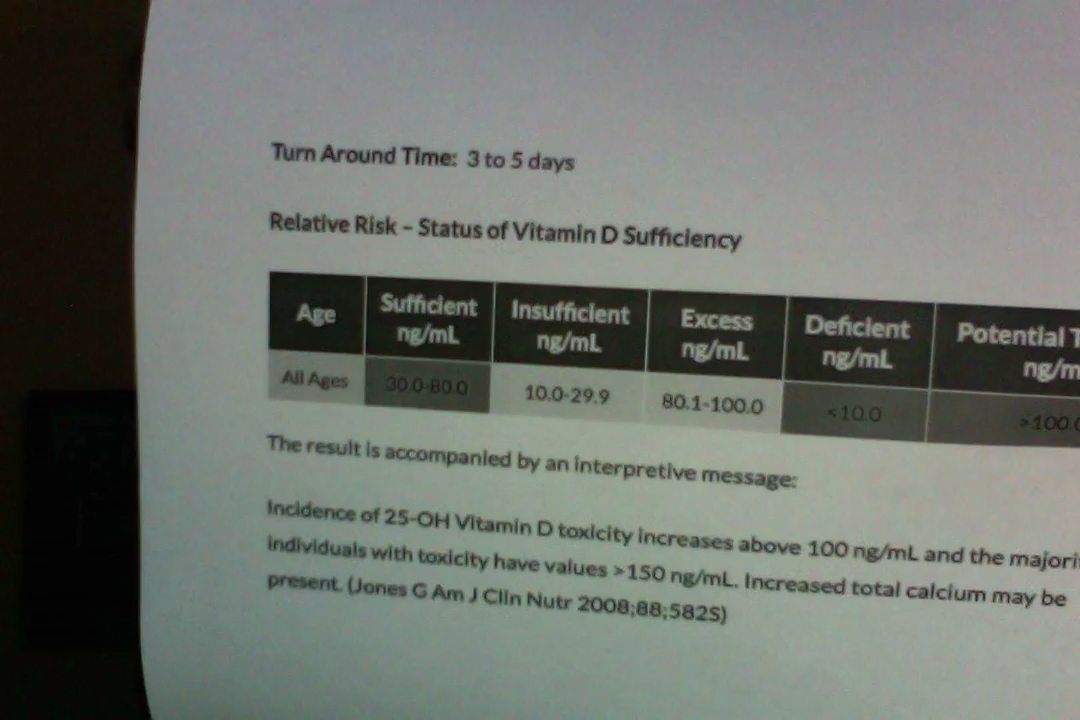 Turn Around Time: 3 to 5 days
Relative Risk – Status of Vitamin D Sufficiency
Age Sufficient ng/mL Insufficient ng/mL Excess ng/mL Deficient ng/mL Potential
All Ages 30.0-80.0 10.0-29.9 80.1-100.0 <10.0 >100.0
The result is accompanied by an interpretive message:
Incidence of 25-OH Vitamin D toxicity increases above 100 ng/mL and the
individuals with toxicity have values >150 ng/mL. Increased total calcium may be
present. (Jones G Am J Clin Nutr 2008;88;582S)